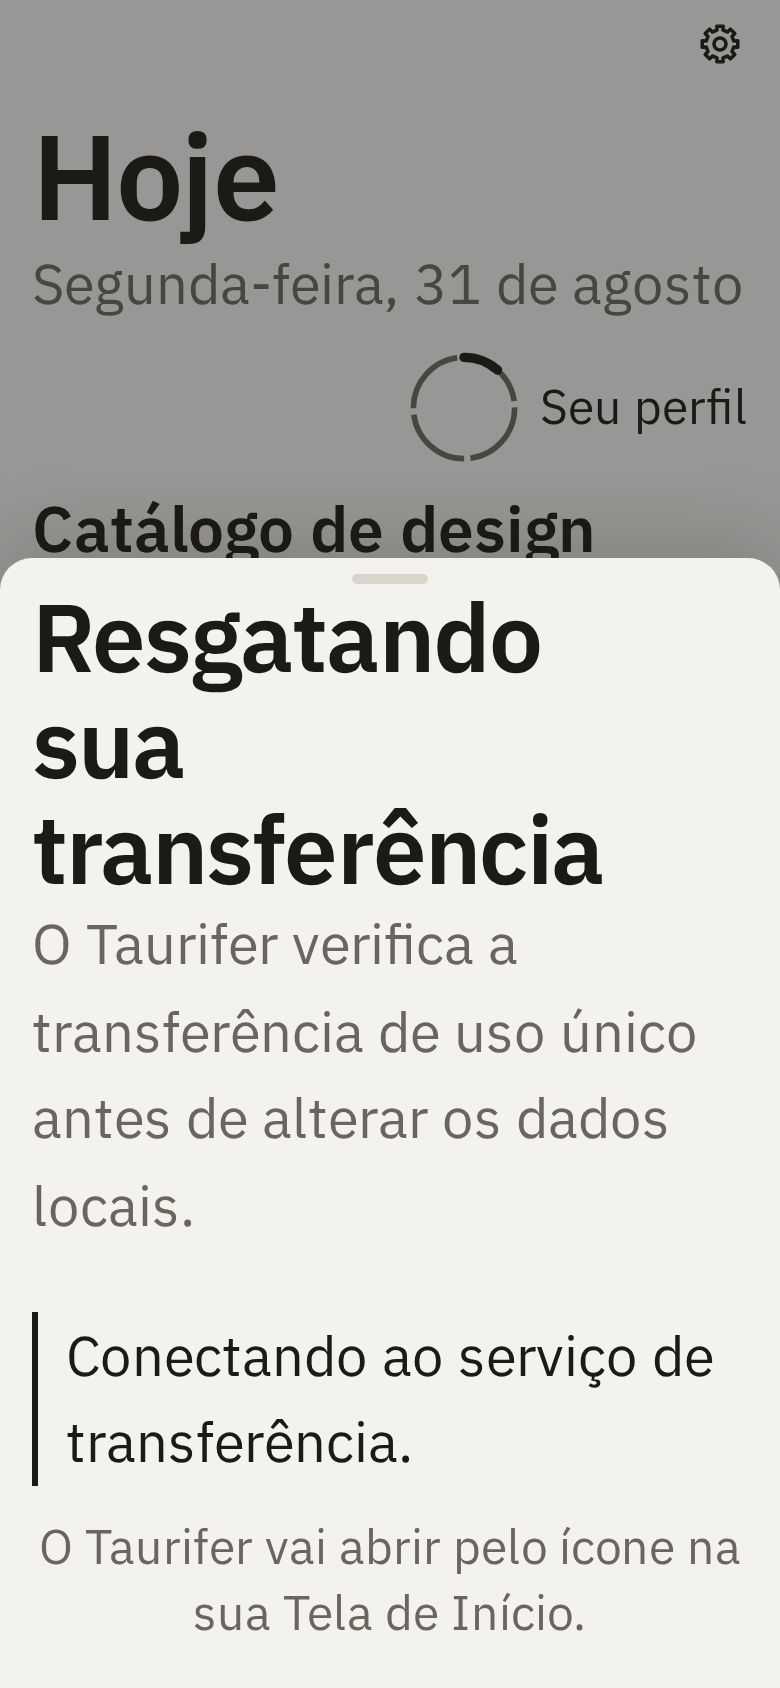 Hoje
Segunda-feira, 31 de agosto
Seu perfil
Catálogo de design
Resgatando
sua
transferência
O Taurifer verifica a
transferência de uso único
antes de alterar os dados
locais.
Conectando ao serviço de
transferência.
O Taurifer vai abrir pelo ícone na
sua Tela de Início.